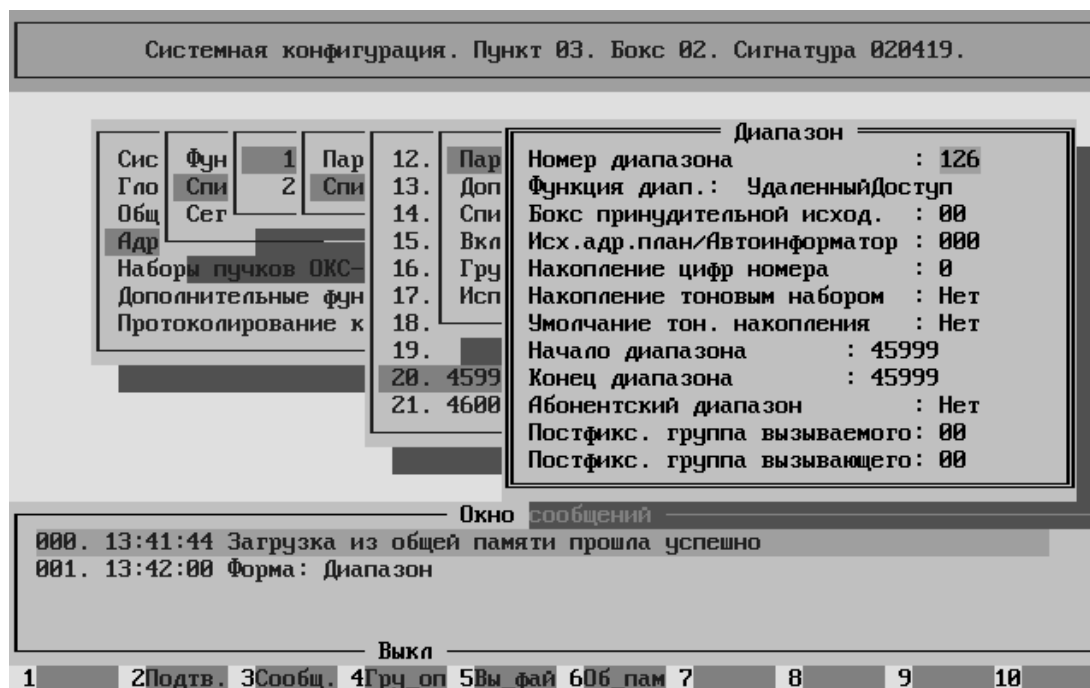 Системная конфигурация. Пункт 03. Бокс 02. Сигнатура 020419.
Сис
Гло
Общ
Адр
Наборы пучков ОКС-
Дополнительные фун
Протоколирование к
Фун
Спи
Сег
1
2
Пар
Спи
12.
13.
14.
15.
16.
17.
18.
19.
20. 4599
21. 4600
Пар
Доп
Спи
Вкл
Гру
Исп
Диапазон
Номер диапазона : 126
Функция диап.: УдаленныйДоступ
Бокс принудительной исход. : 00
Исх.адр.план/Автоинформатор : 000
Накопление цифр номера : 0
Накопление тоновым набором : Нет
Умолчание тон. накопления : Нет
Начало диапазона : 45999
Конец диапазона : 45999
Абонентский диапазон : Нет
Постфикс. группа вызываемого: 00
Постфикс. группа вызывающего: 00
Окно сообщений
000. 13:41:44 Загрузка из общей памяти прошла успешно
001. 13:42:00 Форма: Диапазон
Выкл
1 2Подтв. 3Сообщ. 4Гру_оп 5Вы_фай 6Об_пам 7 8 9 10